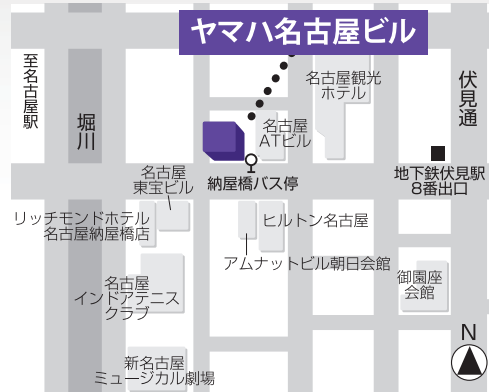 ヤマハ名古屋ビル
至名古屋駅
堀川
名古屋観光
ホテル
伏見通
名古屋
ATビル
地下鉄伏見駅
8番出口
納屋橋バス停
名古屋
東宝ビル
リッチモンドホテル
名古屋納屋橋店
ヒルトン名古屋
アムナットビル朝日会館
名古屋
インドアテニス
クラブ
御園座
会館
新名古屋
ミュージカル劇場
N